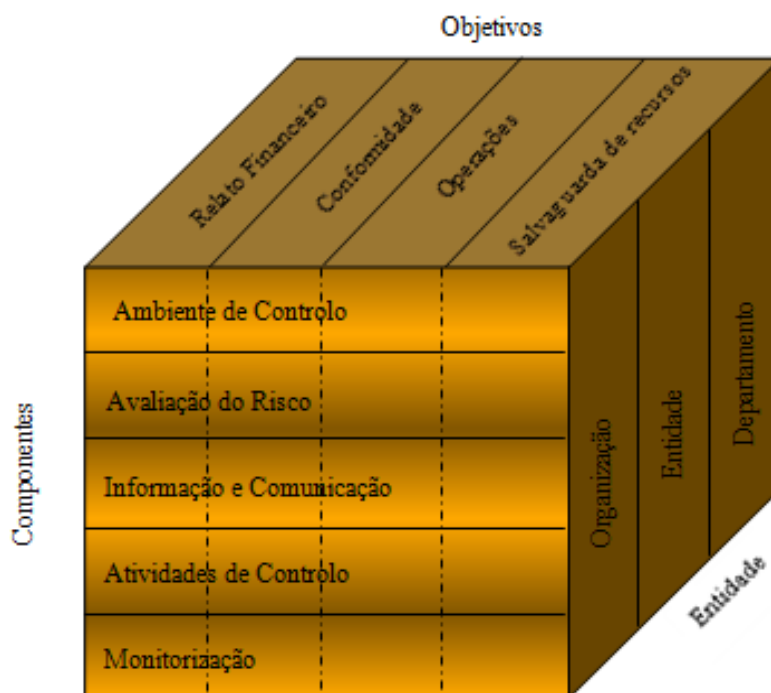 Objetivos
Relato Financeiro
Confomidade
Operações
Salvaguarda de recursos
Componentes
Ambiente de Controlo
Avaliação do Risco
Informação e Comunicação
Atividades de Controlo
Monitorização
Organização
Entidade
Departamento
Entidade